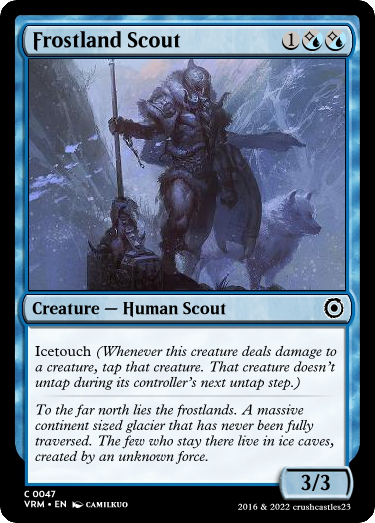 Frostland Scout 1
Creature — Human Scout
Icetouch (Whenever this creature deals damage to
a creature, tap that creature. That creature doesn't
untap during its controller's next untap step.)
To the far north lies the frostlands. A massive
continent sized glacier that has never been fully
traversed. The few who stay there live in ice caves,
created by an unknown force.
3/3
C 0047
VRM • EN CAMILKUO
2016 & 2022 crushcastles23